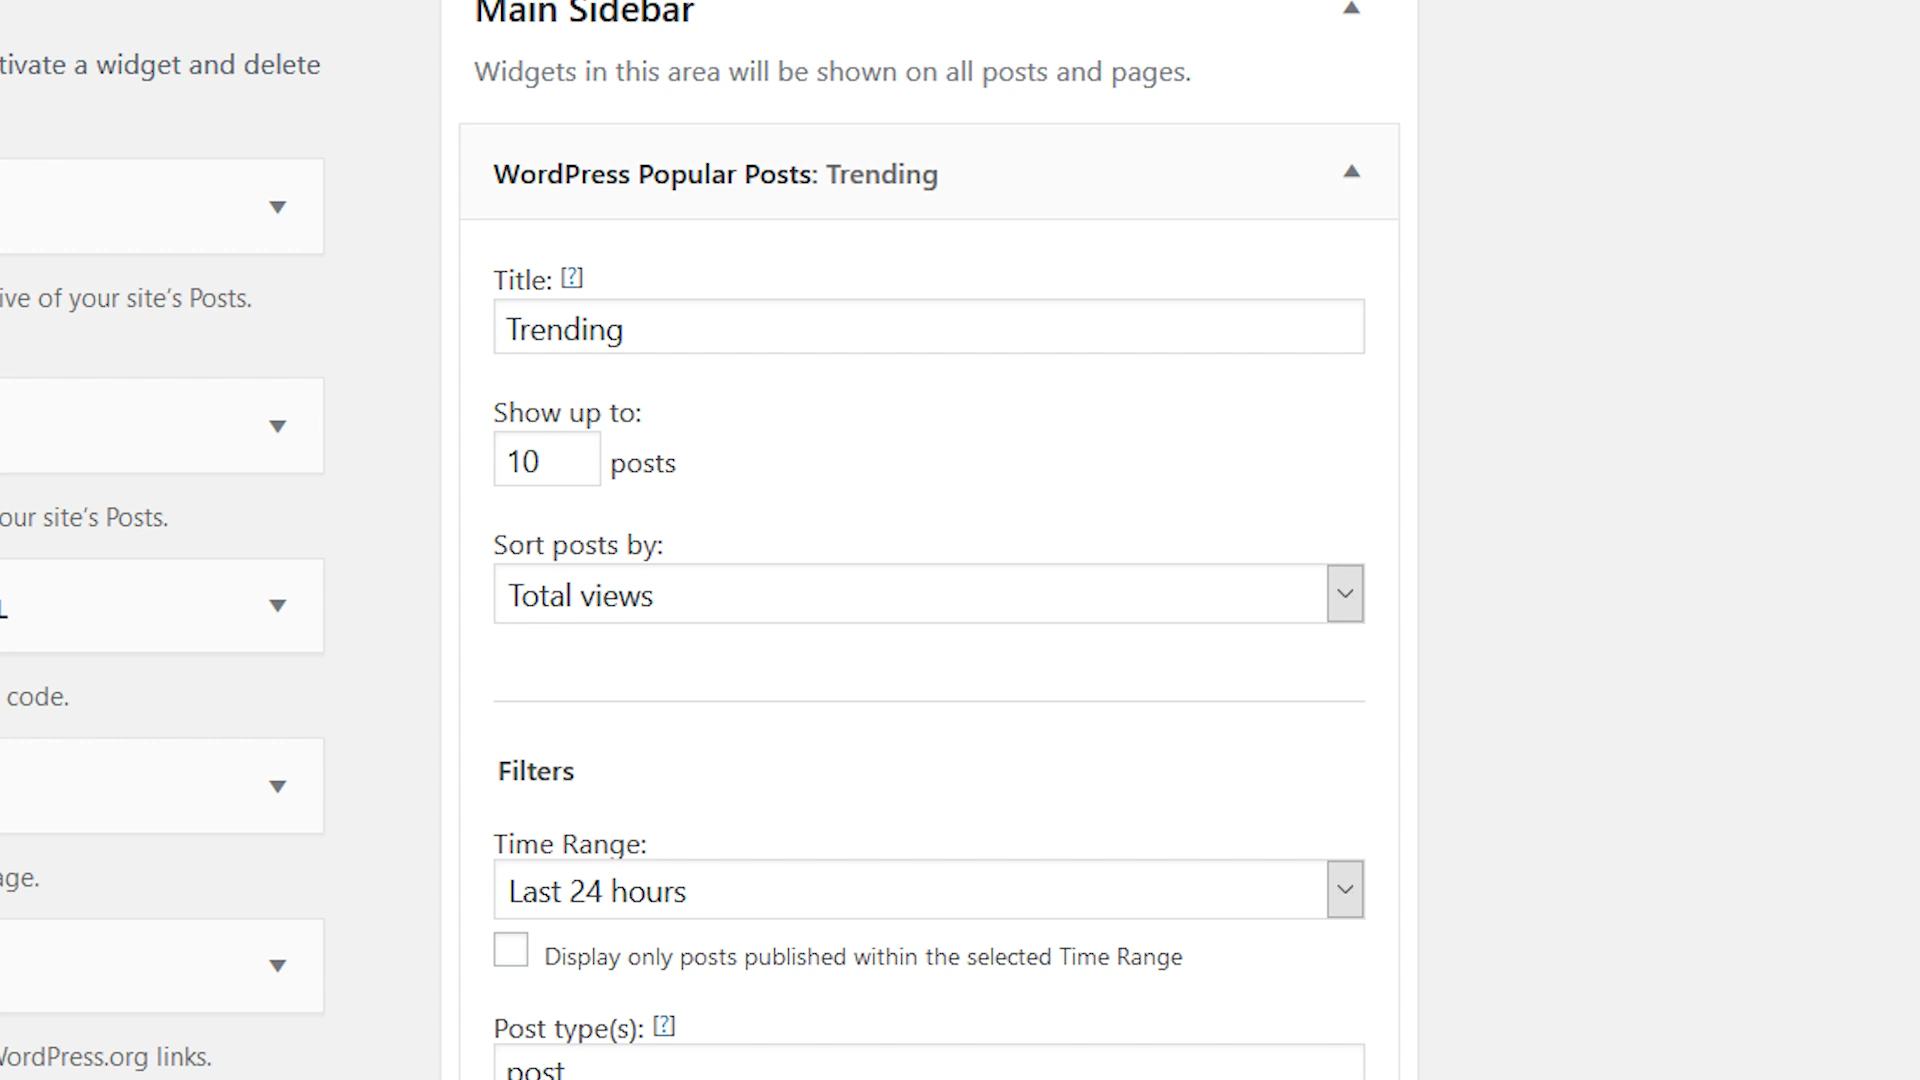 Main Sidebar
tivate a widget and delete
Widgets in this area will be shown on all posts and pages.
WordPress Popular Posts: Trending
ive of your site's Posts.
Title: [?]
Trending
Show up to:
10 posts
our site's Posts.
Sort posts by:
Total views
L
code.
Filters
Time Range:
Last 24 hours
age.
Display only posts published within the selected Time Range
Post type(s): [?]
post
WordPress.org links.